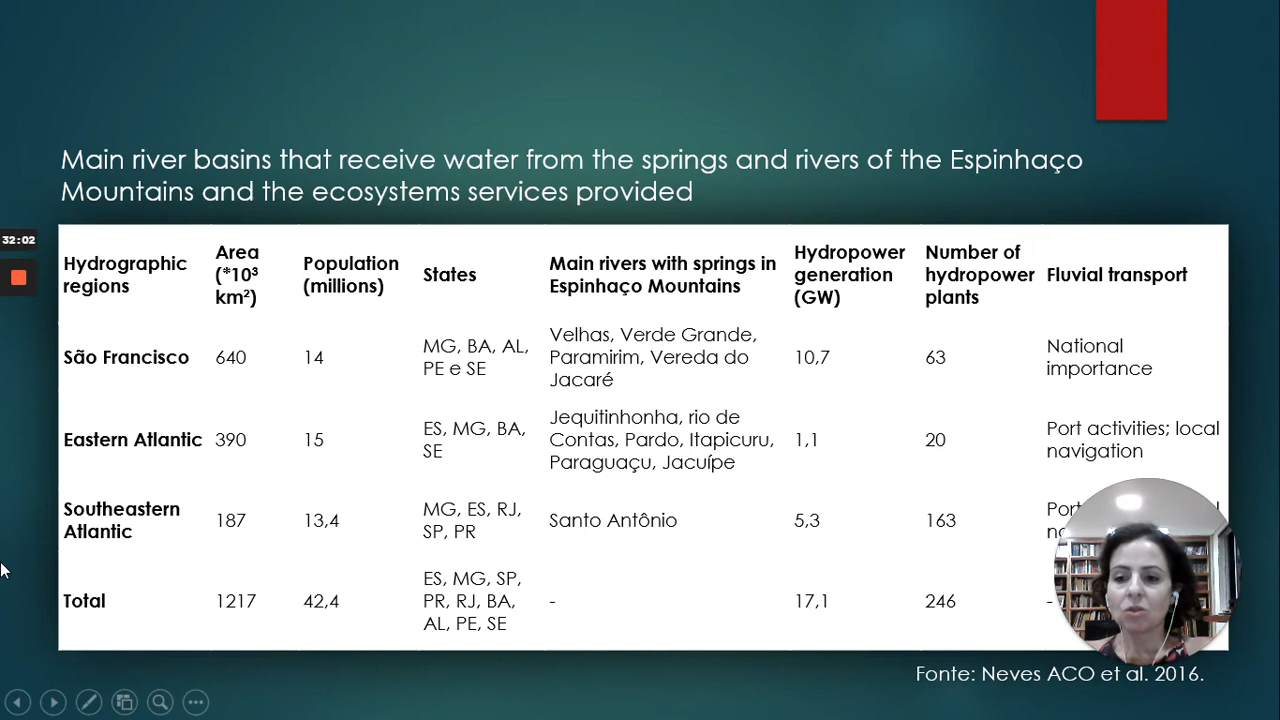 Main river basins that receive water from the springs and rivers of the Espinhaço
Mountains and the ecosystems services provided
32:02
Hydrographic
regions
Area
(*10³
km²)
Population
(millions)
States
Main rivers with springs in
Espinhaço Mountains
Hydropower
generation
(GW)
Number of
hydropower
plants
Fluvial transport
São Francisco
640
14
MG, BA, AL,
PE e SE
Velhas, Verde Grande,
Paramirim, Vereda do
Jacaré
10,7
63
National
importance
Eastern Atlantic
390
15
ES, MG, BA,
SE
Jequitinhonha, rio de
Contas, Pardo, Itapicuru,
Paraguaçu, Jacuípe
1,1
20
Port activities; local
navigation
Southeastern
Atlantic
187
13,4
MG, ES, RJ,
SP, PR
Santo Antônio
5,3
163
Total
1217
42,4
ES, MG, SP,
PR, RJ, BA,
AL, PE, SE
-
17,1
246
-
Fonte: Neves ACO et al. 2016.